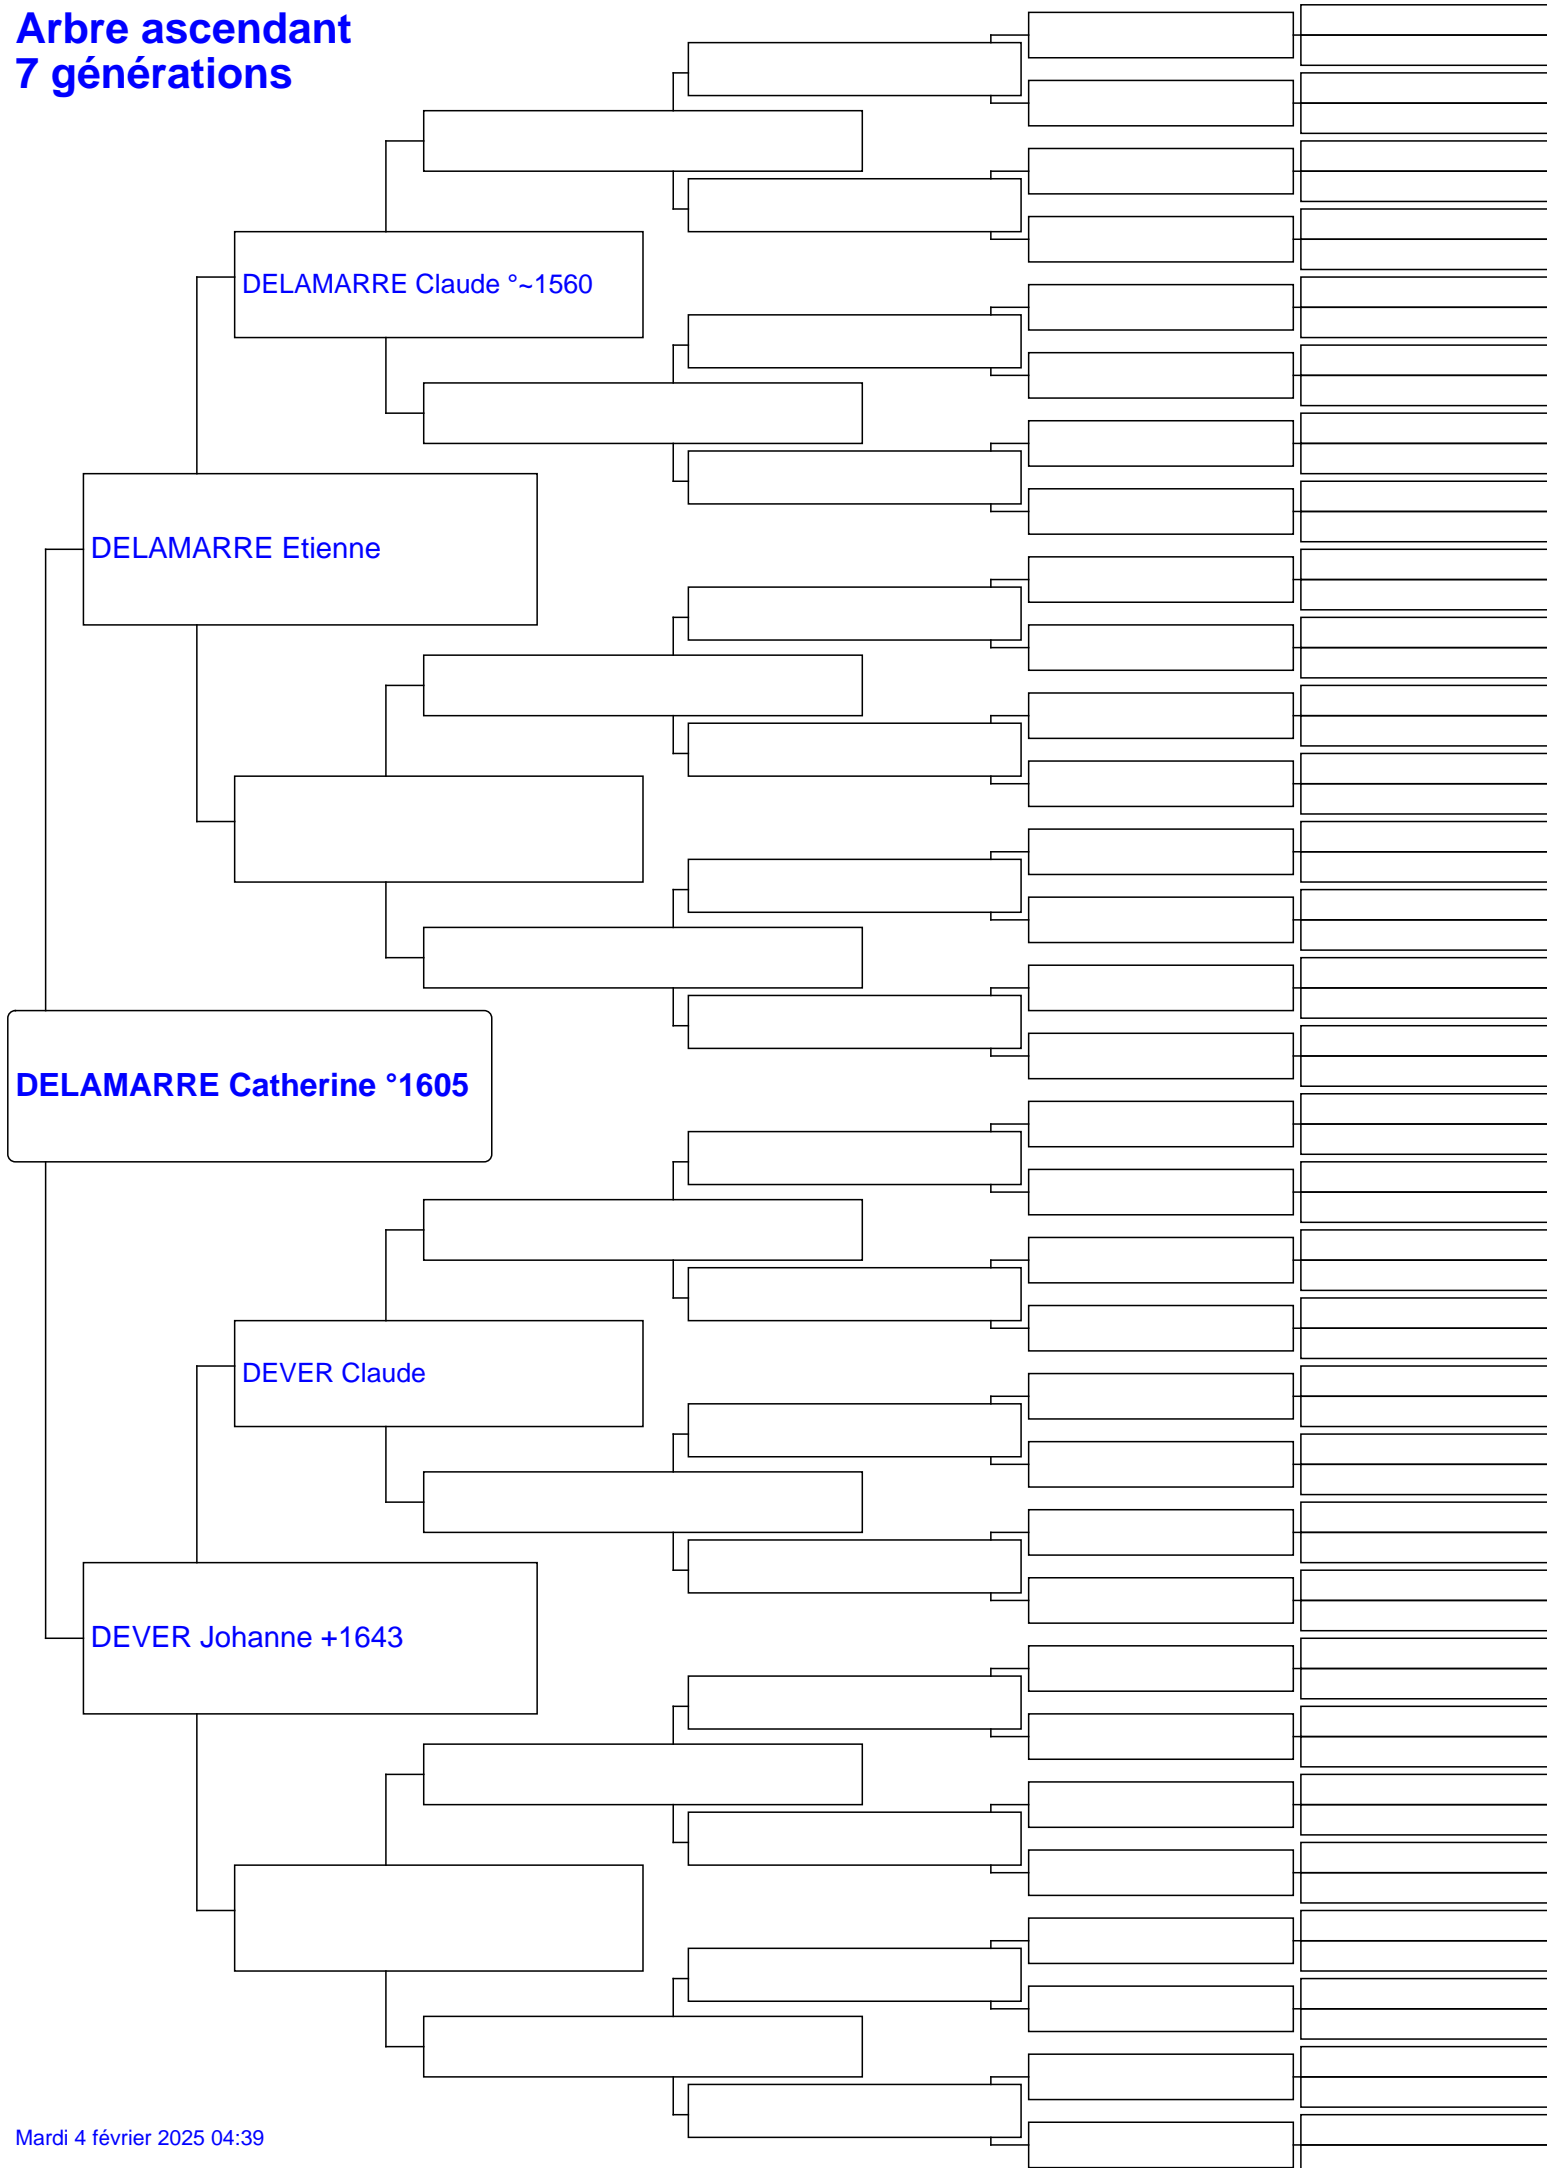 Arbre ascendant
7 générations
DELAMARRE Claude °~1560
DELAMARRE Etienne
DELAMARRE Catherine °1605
DEVER Claude
DEVER Johanne +1643
Mardi 4 février 2025 04:39